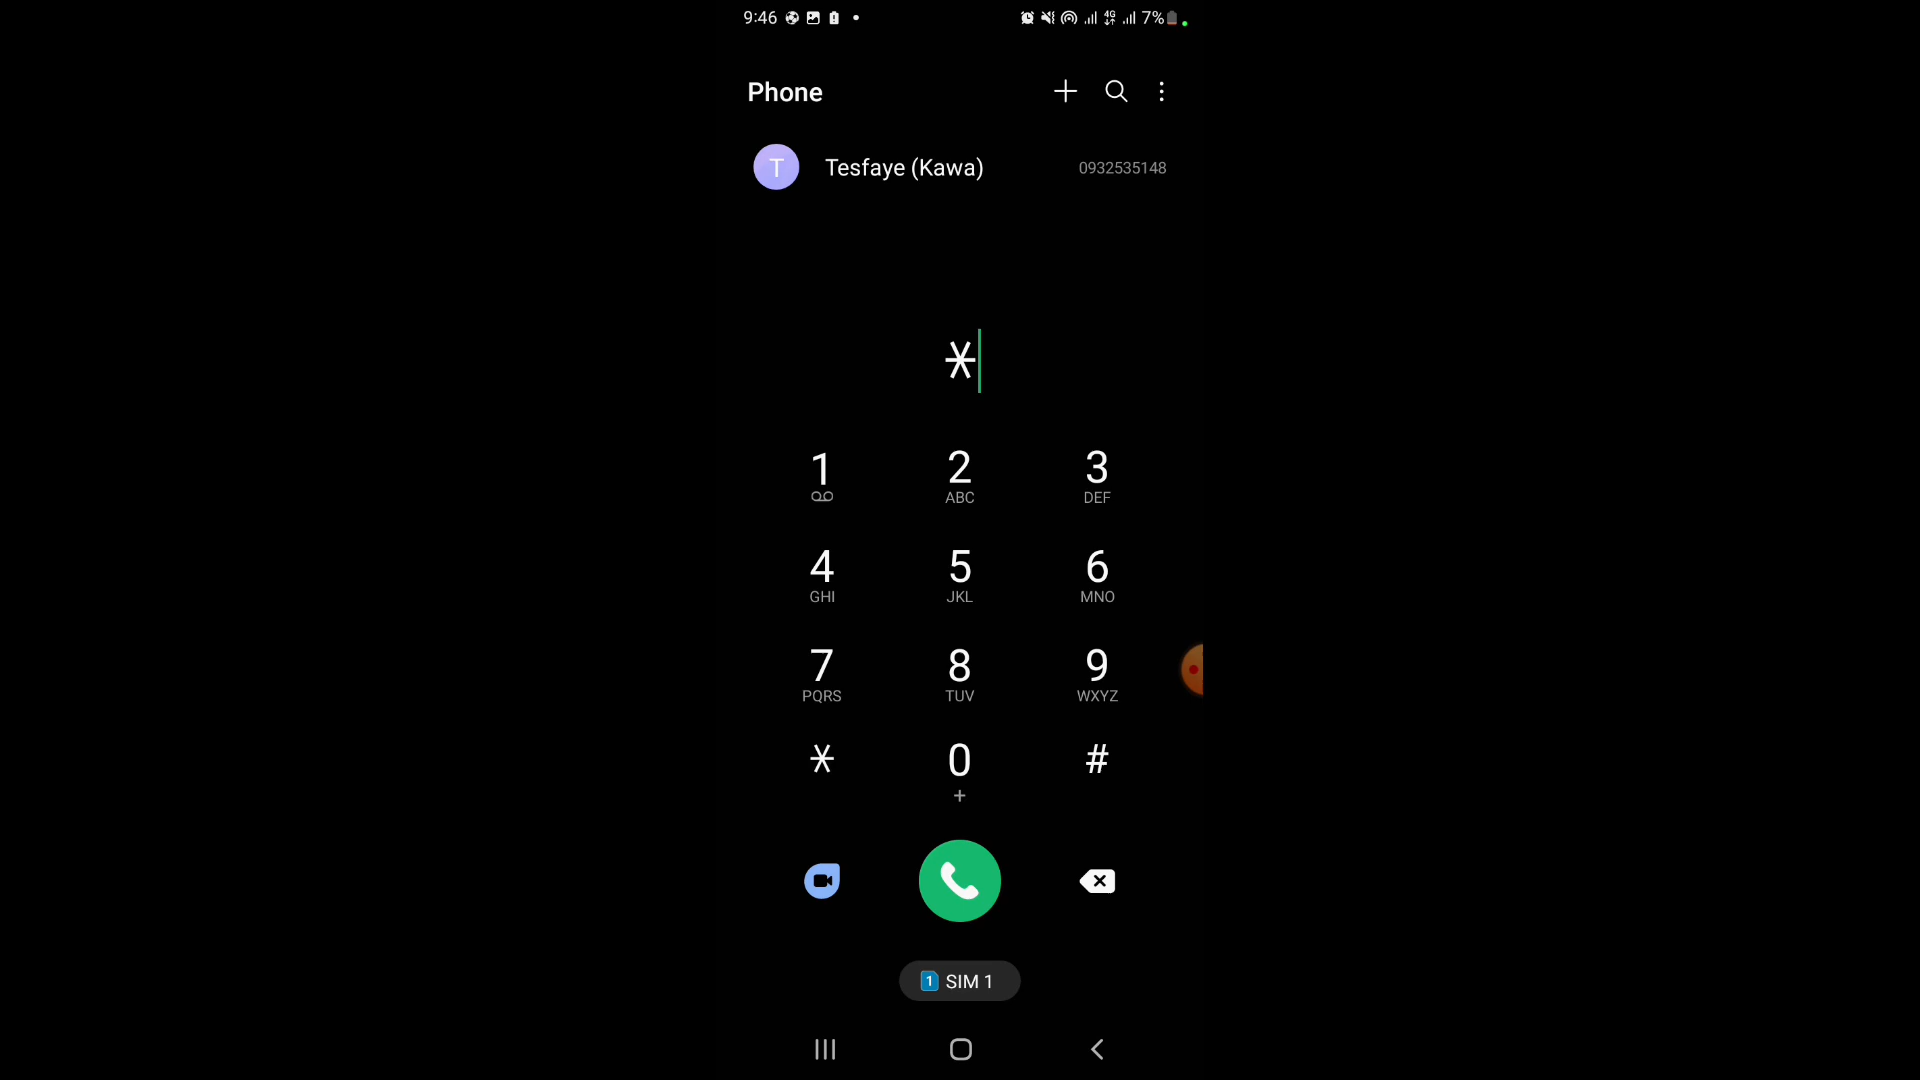 9:46 4G 7%
Phone
T Tesfaye (Kawa) 0932535148
*
1 2 3
ABC DEF
4 5 6
GHI JKL MNO
7 8 9
PQRS TUV WXYZ
* 0 #
+
1 SIM 1